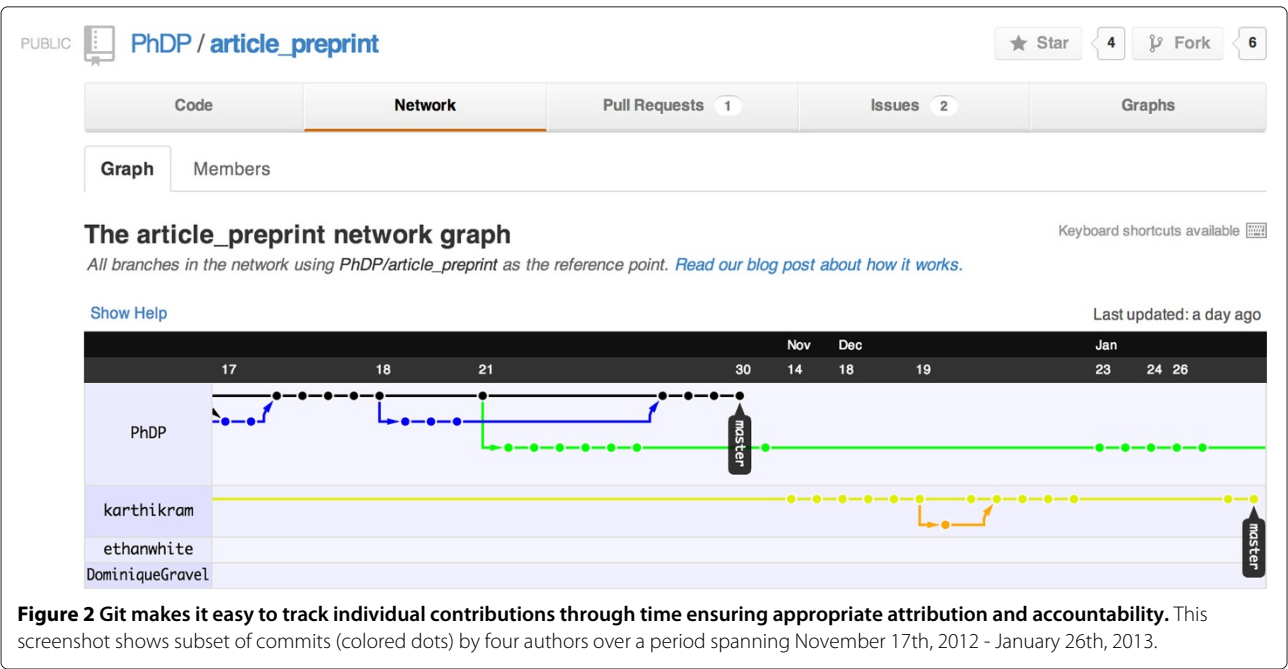 PUBLIC PhDP / article_preprint Star 4 Fork 6
Code Network Pull Requests 1 Issues 2 Graphs
Graph Members
The article_preprint network graph
Keyboard shortcuts available
All branches in the network using PhDP/article_preprint as the reference point. Read our blog post about how it works.
Show Help Last updated: a day ago
Nov Dec Jan
17 18 21 30 14 18 19 23 24 26
PhDP
master
karthikram
master
ethanwhite
DominiqueGravel
Figure 2 Git makes it easy to track individual contributions through time ensuring appropriate attribution and accountability. This
screenshot shows subset of commits (colored dots) by four authors over a period spanning November 17th, 2012 - January 26th, 2013.